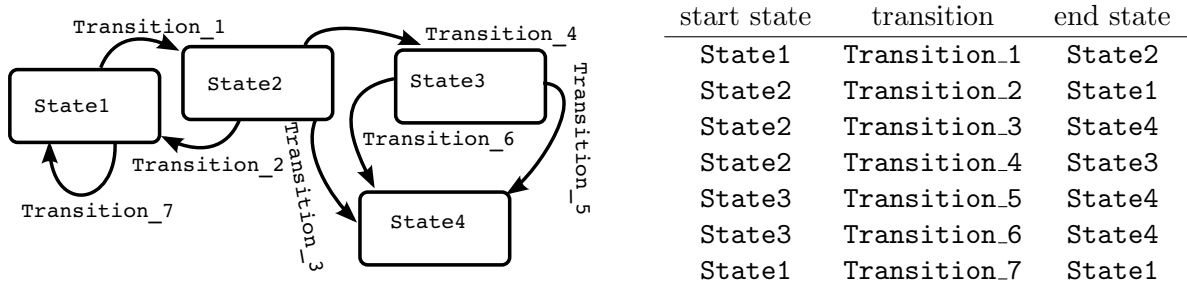 Transition_1
Transition_4
State2
State3
State1
Transition_6
Transition_2
Transition_3
Transition_5
Transition_7
State4
start state transition end state
State1 Transition_1 State2
State2 Transition_2 State1
State2 Transition_3 State4
State2 Transition_4 State3
State3 Transition_5 State4
State3 Transition_6 State4
State1 Transition_7 State1